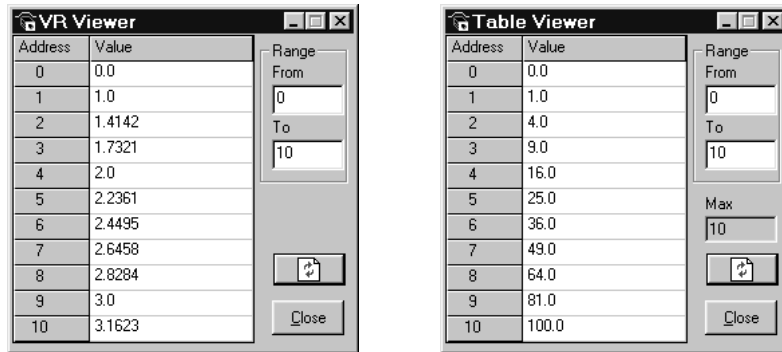 VR Viewer
Address Value
0 0.0
1 1.0
2 1.4142
3 1.7321
4 2.0
5 2.2361
6 2.4495
7 2.6458
8 2.8284
9 3.0
10 3.1623
Range
From
0
To
10
Close
Table Viewer
Address Value
0 0.0
1 1.0
2 4.0
3 9.0
4 16.0
5 25.0
6 36.0
7 49.0
8 64.0
9 81.0
10 100.0
Range
From
0
To
10
Max
10
Close